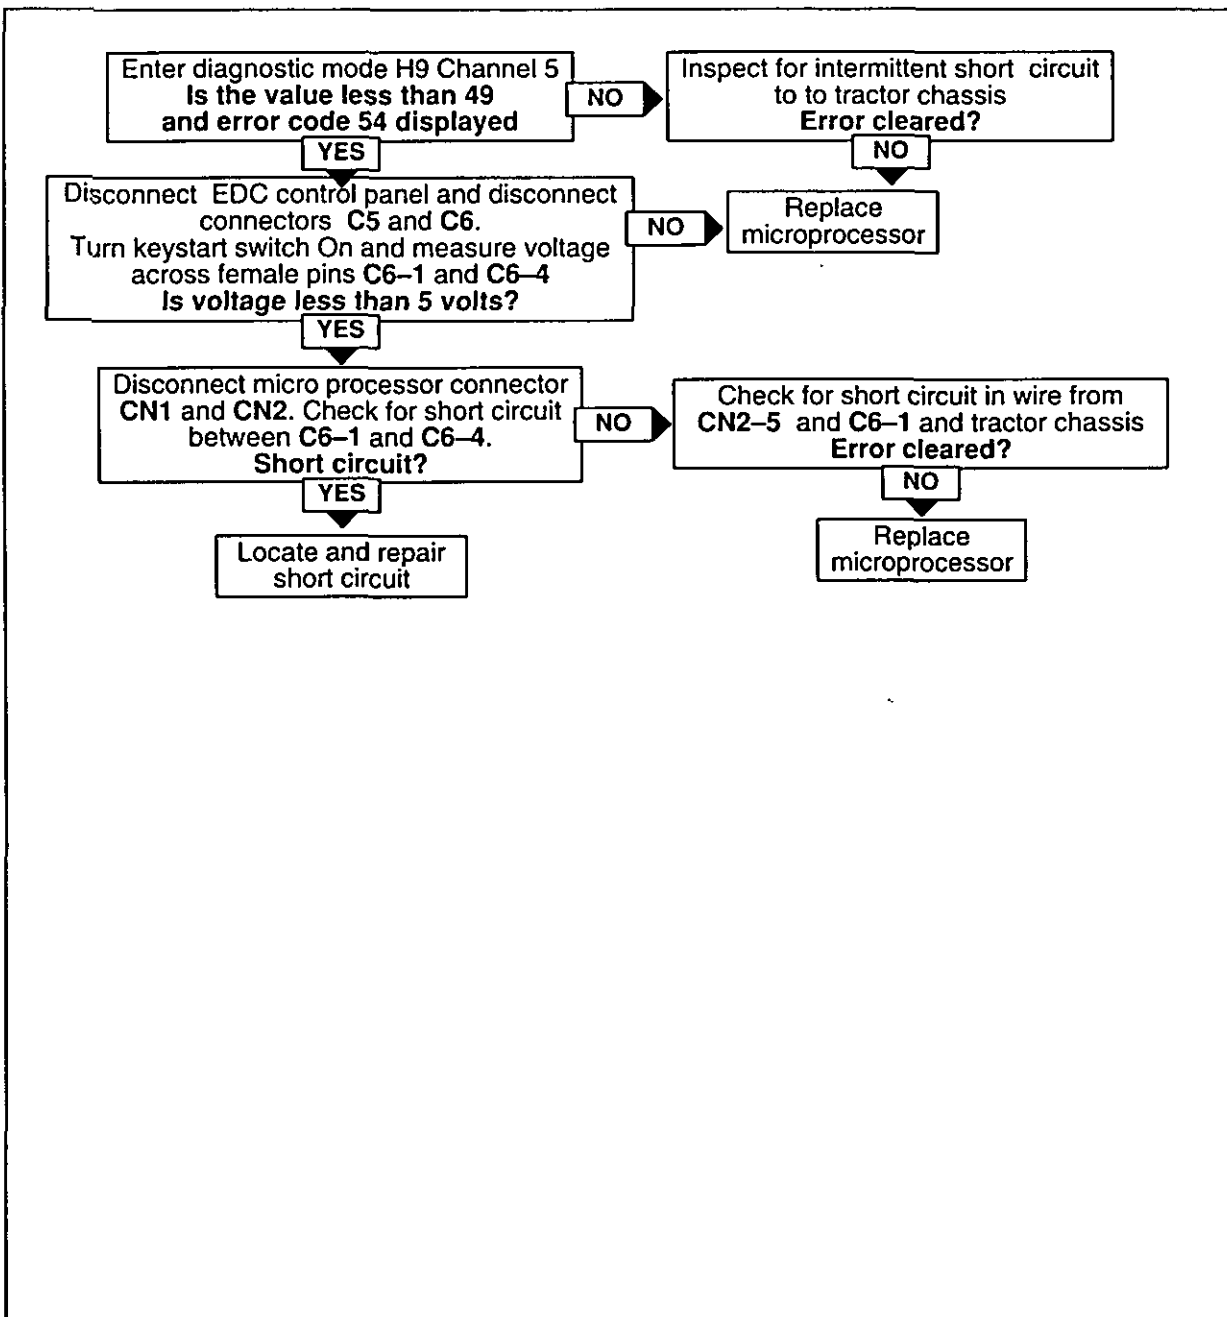 Enter diagnostic mode H9 Channel 5
Is the value less than 49
and error code 54 displayed
NO
Inspect for intermittent short circuit
to to tractor chassis
Error cleared?
YES
NO
Disconnect EDC control panel and disconnect
connectors C5 and C6.
Turn keystart switch On and measure voltage
across female pins C6–1 and C6–4
Is voltage less than 5 volts?
NO
Replace
microprocessor
YES
Disconnect micro processor connector
CN1 and CN2. Check for short circuit
between C6–1 and C6–4.
Short circuit?
NO
Check for short circuit in wire from
CN2–5 and C6–1 and tractor chassis
Error cleared?
YES
NO
Locate and repair
short circuit
Replace
microprocessor